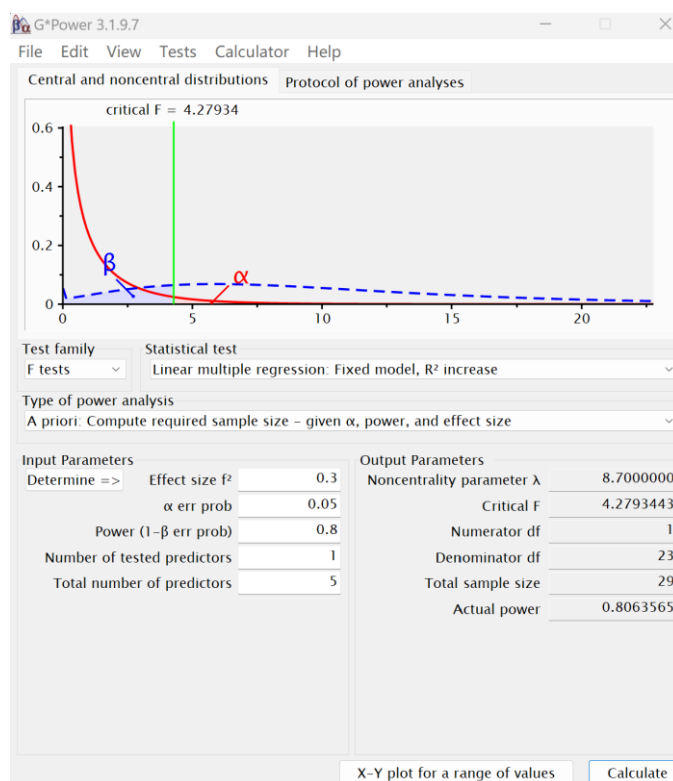 βα G*Power 3.1.9.7
File Edit View Tests Calculator Help
Central and noncentral distributions Protocol of power analyses
critical F = 4.27934
0.6
0.4
0.2
β α
0
0 5 10 15 20
Test family Statistical test
F tests Linear multiple regression: Fixed model, R² increase
Type of power analysis
A priori: Compute required sample size – given α, power, and effect size
Input Parameters Output Parameters
Determine => Effect size f² 0.3 Noncentrality parameter λ 8.7000000
α err prob 0.05 Critical F 4.2793443
Power (1-β err prob) 0.8 Numerator df 1
Number of tested predictors 1 Denominator df 23
Total number of predictors 5 Total sample size 29
Actual power 0.8063565
X-Y plot for a range of values Calculate